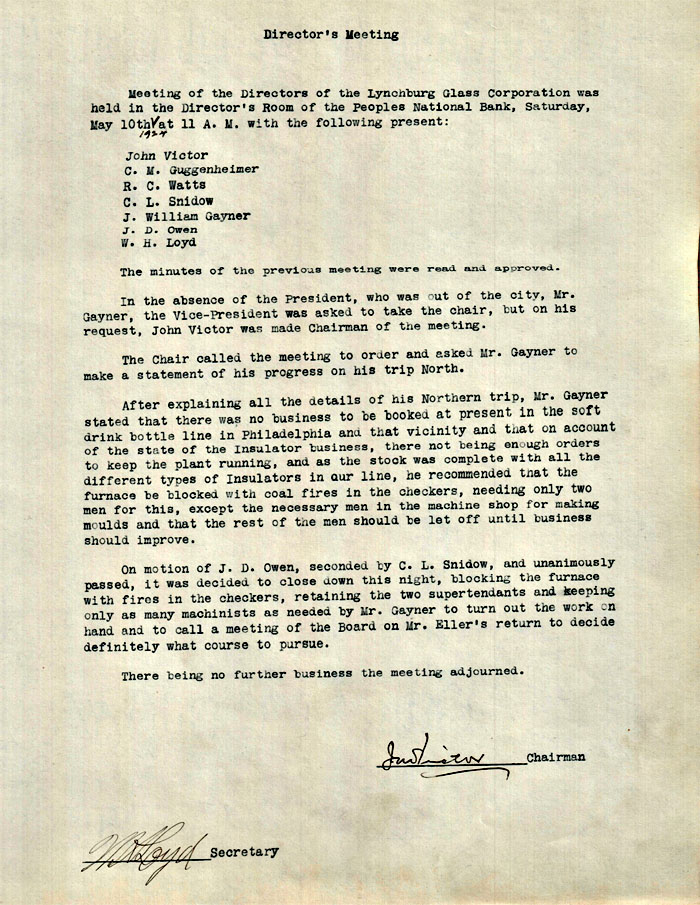 Director's Meeting
Meeting of the Directors of the Lynchburg Glass Corporation was
held in the Director's Room of the Peoples National Bank, Saturday,
May 10th at 11 A. M. with the following present:
1924
John Victor
C. M. Guggenheimer
R. C. Watts
C. L. Snidow
J. William Gayner
J. D. Owen
W. H. Loyd
The minutes of the previous meeting were read and approved.
In the absence of the President, who was out of the city, Mr.
Gayner, the Vice-President was asked to take the chair, but on his
request, John Victor was made Chairman of the meeting.
The Chair called the meeting to order and asked Mr. Gayner to
make a statement of his progress on his trip North.
After explaining all the details of his Northern trip, Mr. Gayner
stated that there was no business to be booked at present in the soft
drink bottle line in Philadelphia and that vicinity and that on account
of the state of the Insulator business, there not being enough orders
to keep the plant running, and as the stock was complete with all the
different types of Insulators in our line, he recommended that the
furnace be blocked with coal fires in the checkers, needing only two
men for this, except the necessary men in the machine shop for making
moulds and that the rest of the men should be let off until business
should improve.
On motion of J. D. Owen, seconded by C. L. Snidow, and unanimously
passed, it was decided to close down this night, blocking the furnace
with fires in the checkers, retaining the two supertendants and keeping
only as many machinists as needed by Mr. Gayner to turn out the work on
hand and to call a meeting of the Board on Mr. Eller's return to decide
definitely what course to pursue.
There being no further business the meeting adjourned.
Jno Victor Chairman
W H Loyd Secretary